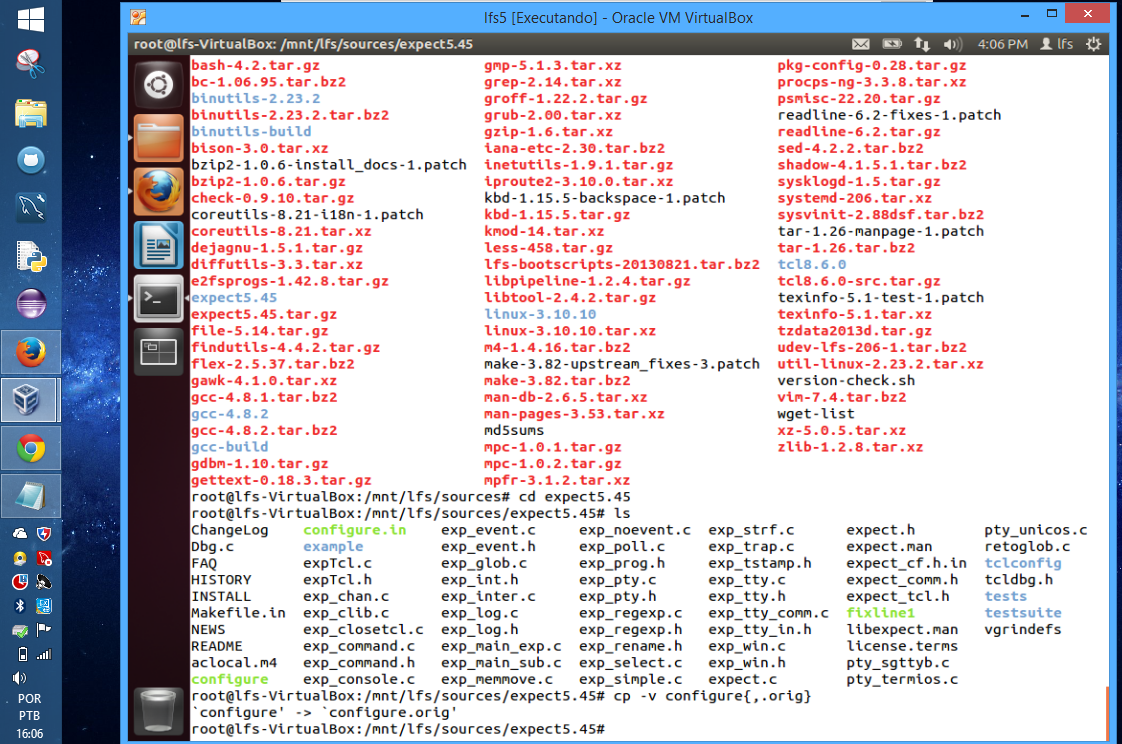 lfs5 [Executando] - Oracle VM VirtualBox
root@lfs-VirtualBox: /mnt/lfs/sources/expect5.45 4:06 PM lfs
bash-4.2.tar.gz gmp-5.1.3.tar.xz pkg-config-0.28.tar.gz
bc-1.06.95.tar.bz2 grep-2.14.tar.xz procps-ng-3.3.8.tar.xz
binutils-2.23.2 groff-1.22.2.tar.gz psmisc-22.20.tar.gz
binutils-2.23.2.tar.bz2 grub-2.00.tar.xz readline-6.2-fixes-1.patch
binutils-build gzip-1.6.tar.xz readline-6.2.tar.gz
bison-3.0.tar.xz iana-etc-2.30.tar.bz2 sed-4.2.2.tar.bz2
bzip2-1.0.6-install_docs-1.patch inetutils-1.9.1.tar.gz shadow-4.1.5.1.tar.bz2
bzip2-1.0.6.tar.gz iproute2-3.10.0.tar.xz sysklogd-1.5.tar.gz
check-0.9.10.tar.gz kbd-1.15.5-backspace-1.patch systemd-206.tar.xz
coreutils-8.21-i18n-1.patch kbd-1.15.5.tar.gz sysvinit-2.88dsf.tar.bz2
coreutils-8.21.tar.xz kmod-14.tar.xz tar-1.26-manpage-1.patch
dejagnu-1.5.1.tar.gz less-458.tar.gz tar-1.26.tar.bz2
diffutils-3.3.tar.xz lfs-bootscripts-20130821.tar.bz2 tcl8.6.0
e2fsprogs-1.42.8.tar.gz libpipeline-1.2.4.tar.gz tcl8.6.0-src.tar.gz
expect5.45 libtool-2.4.2.tar.gz texinfo-5.1-test-1.patch
expect5.45.tar.gz linux-3.10.10 texinfo-5.1.tar.xz
file-5.14.tar.gz linux-3.10.10.tar.xz tzdata2013d.tar.gz
findutils-4.4.2.tar.gz m4-1.4.16.tar.bz2 udev-lfs-206-1.tar.bz2
flex-2.5.37.tar.bz2 make-3.82-upstream_fixes-3.patch util-linux-2.23.2.tar.xz
gawk-4.1.0.tar.xz make-3.82.tar.bz2 version-check.sh
gcc-4.8.1.tar.bz2 man-db-2.6.5.tar.xz vim-7.4.tar.bz2
gcc-4.8.2 man-pages-3.53.tar.xz wget-list
gcc-4.8.2.tar.bz2 md5sums xz-5.0.5.tar.xz
gcc-build mpc-1.0.1.tar.gz zlib-1.2.8.tar.xz
gdbm-1.10.tar.gz mpc-1.0.2.tar.gz
gettext-0.18.3.tar.gz mpfr-3.1.2.tar.xz
root@lfs-VirtualBox:/mnt/lfs/sources# cd expect5.45
root@lfs-VirtualBox:/mnt/lfs/sources/expect5.45# ls
ChangeLog configure.in exp_event.c exp_noevent.c exp_strf.c expect.h pty_unicos.c
Dbg.c example exp_event.h exp_poll.c exp_trap.c expect.man retoglob.c
FAQ expTcl.c exp_glob.c exp_prog.h exp_tstamp.h expect_cf.h.in tclconfig
HISTORY expTcl.h exp_int.h exp_pty.c exp_tty.c expect_comm.h tcldbg.h
INSTALL exp_chan.c exp_inter.c exp_pty.h exp_tty.h expect_tcl.h tests
Makefile.in exp_clib.c exp_log.c exp_regexp.c exp_tty_comm.c fixline1 testsuite
NEWS exp_closetcl.c exp_log.h exp_regexp.h exp_tty_in.h libexpect.man vgrindefs
README exp_command.c exp_main_exp.c exp_rename.h exp_win.c license.terms
aclocal.m4 exp_command.h exp_main_sub.c exp_select.c exp_win.h pty_sgttyb.c
configure exp_console.c exp_memmove.c exp_simple.c expect.c pty_termios.c
root@lfs-VirtualBox:/mnt/lfs/sources/expect5.45# cp -v configure{,.orig}
`configure' -> `configure.orig'
root@lfs-VirtualBox:/mnt/lfs/sources/expect5.45#
POR
PTB
16:06